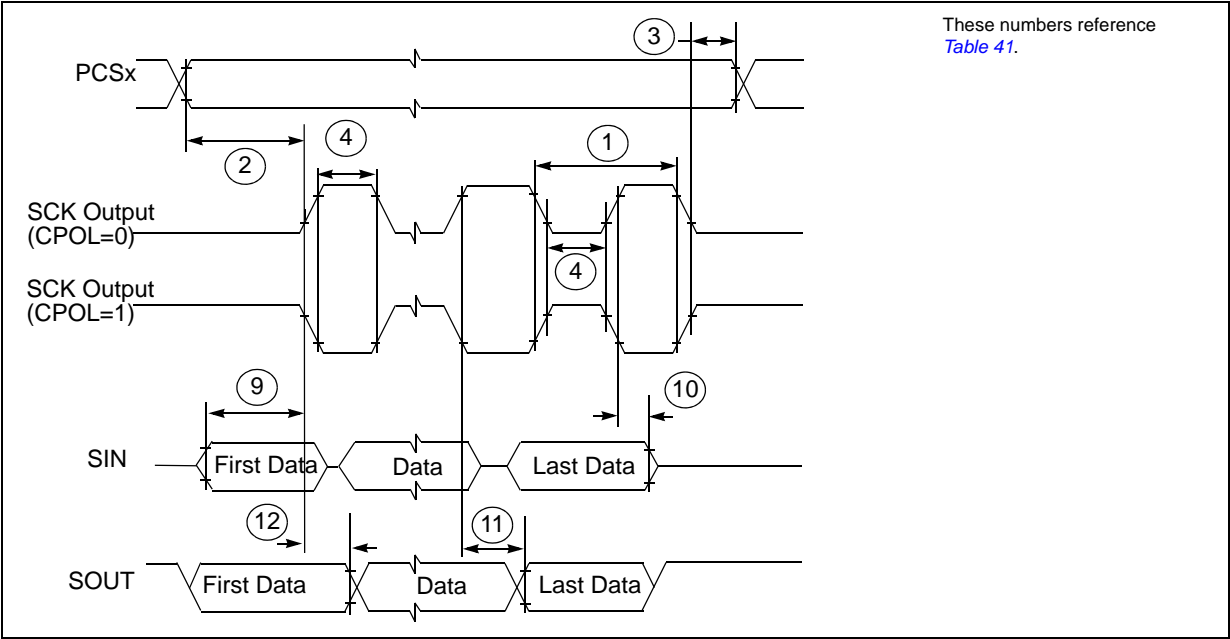 These numbers reference
Table 41.
3
PCSx
2
4
1
SCK Output
(CPOL=0)
4
SCK Output
(CPOL=1)
9
10
SIN
First Data
Data
Last Data
12
11
SOUT
First Data
Data
Last Data